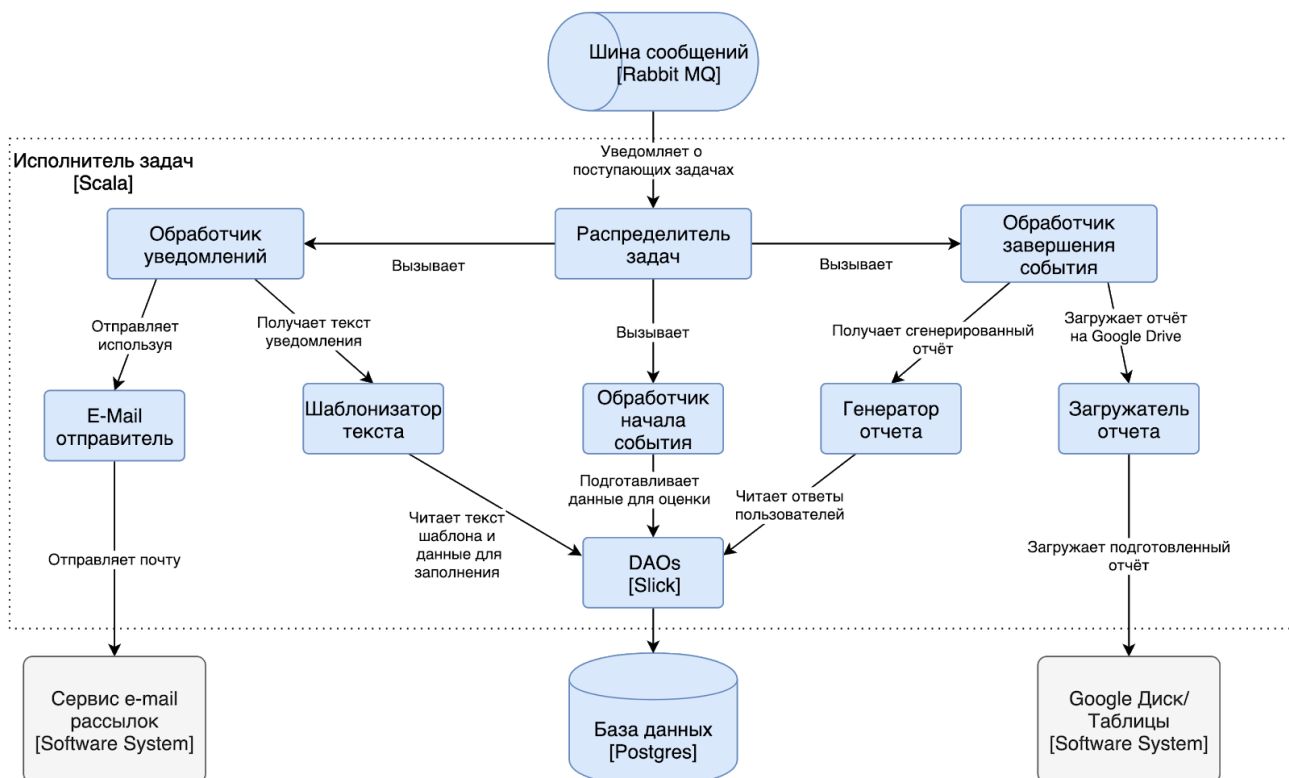 Шина сообщений
[Rabbit MQ]
Уведомляет о
поступающих задачах
Исполнитель задач
[Scala]
Обработчик
уведомлений
Вызывает
Распределитель
задач
Вызывает
Обработчик
завершения
события
Отправляет
используя
Получает текст
уведомления
Вызывает
Получает сгенерированный
отчёт
Загружает отчёт
на Google Drive
E-Mail
отправитель
Шаблонизатор
текста
Обработчик
начала
события
Генератор
отчета
Загружатель
отчета
Отправляет почту
Читает текст
шаблона и
данные для
заполнения
Подготавливает
данные для оценки
Читает ответы
пользователей
Загружает подготовленный
отчёт
DAOs
[Slick]
Сервис e-mail
рассылок
[Software System]
База данных
[Postgres]
Google Диск/
Таблицы
[Software System]